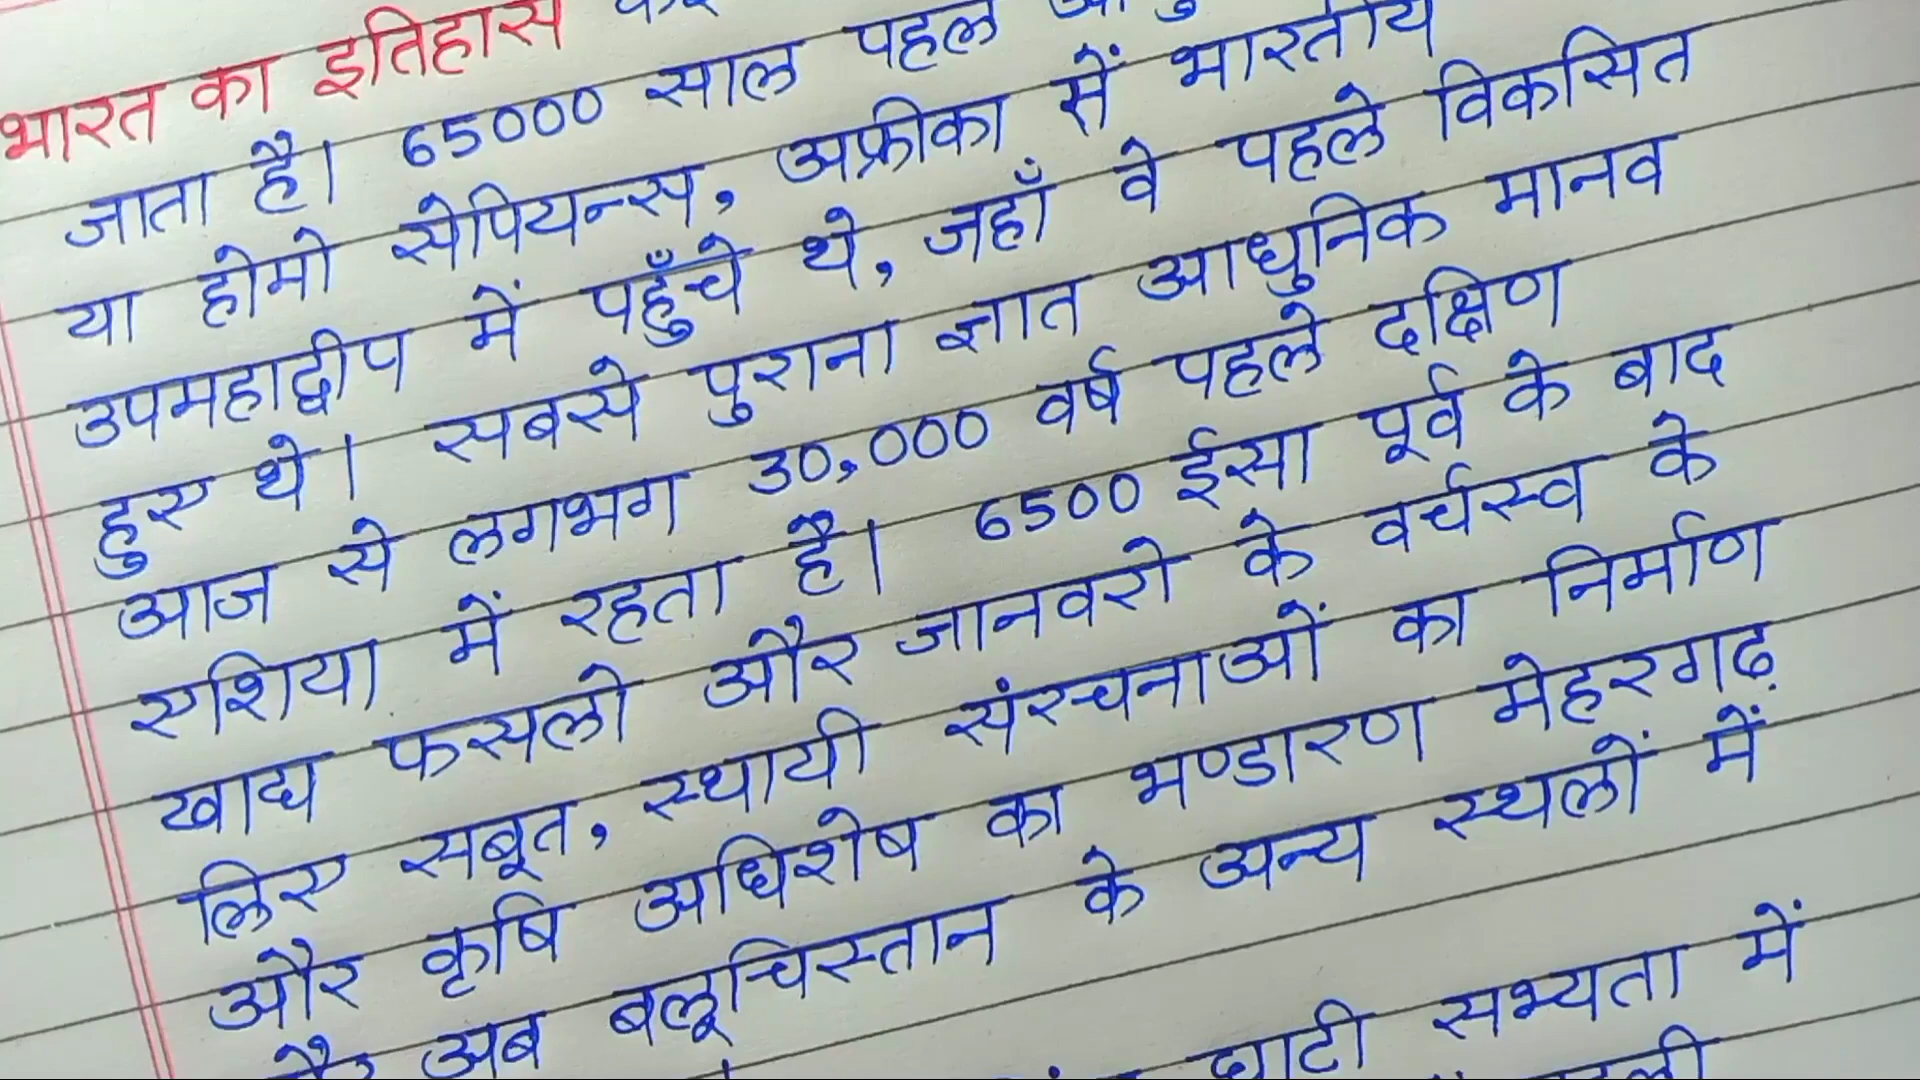 भारत का इतिहास
जाता है। 65000 साल पहले
या होमो सेपियन्स, अफ्रीका सें भारतीय
उपमहाद्वीप में पहुँचे थे, जहाँ वे पहले विकसित
हुए थे। सबसे पुराना ज्ञात आधुनिक मानव
आज से लगभग 30,000 वर्ष पहले दक्षिण
एशिया में रहता है। 6500 ईसा पूर्व के बाद
खाद्य फसलो और जानवरो के वर्चस्व के
लिए सबूत, स्थायी संरचनाओं का निर्माण
और कृषि अधिशेष का भण्डारण मेहरगढ़
और अब बलूचिस्तान के अन्य स्थलों में
घाटी सभ्यता में